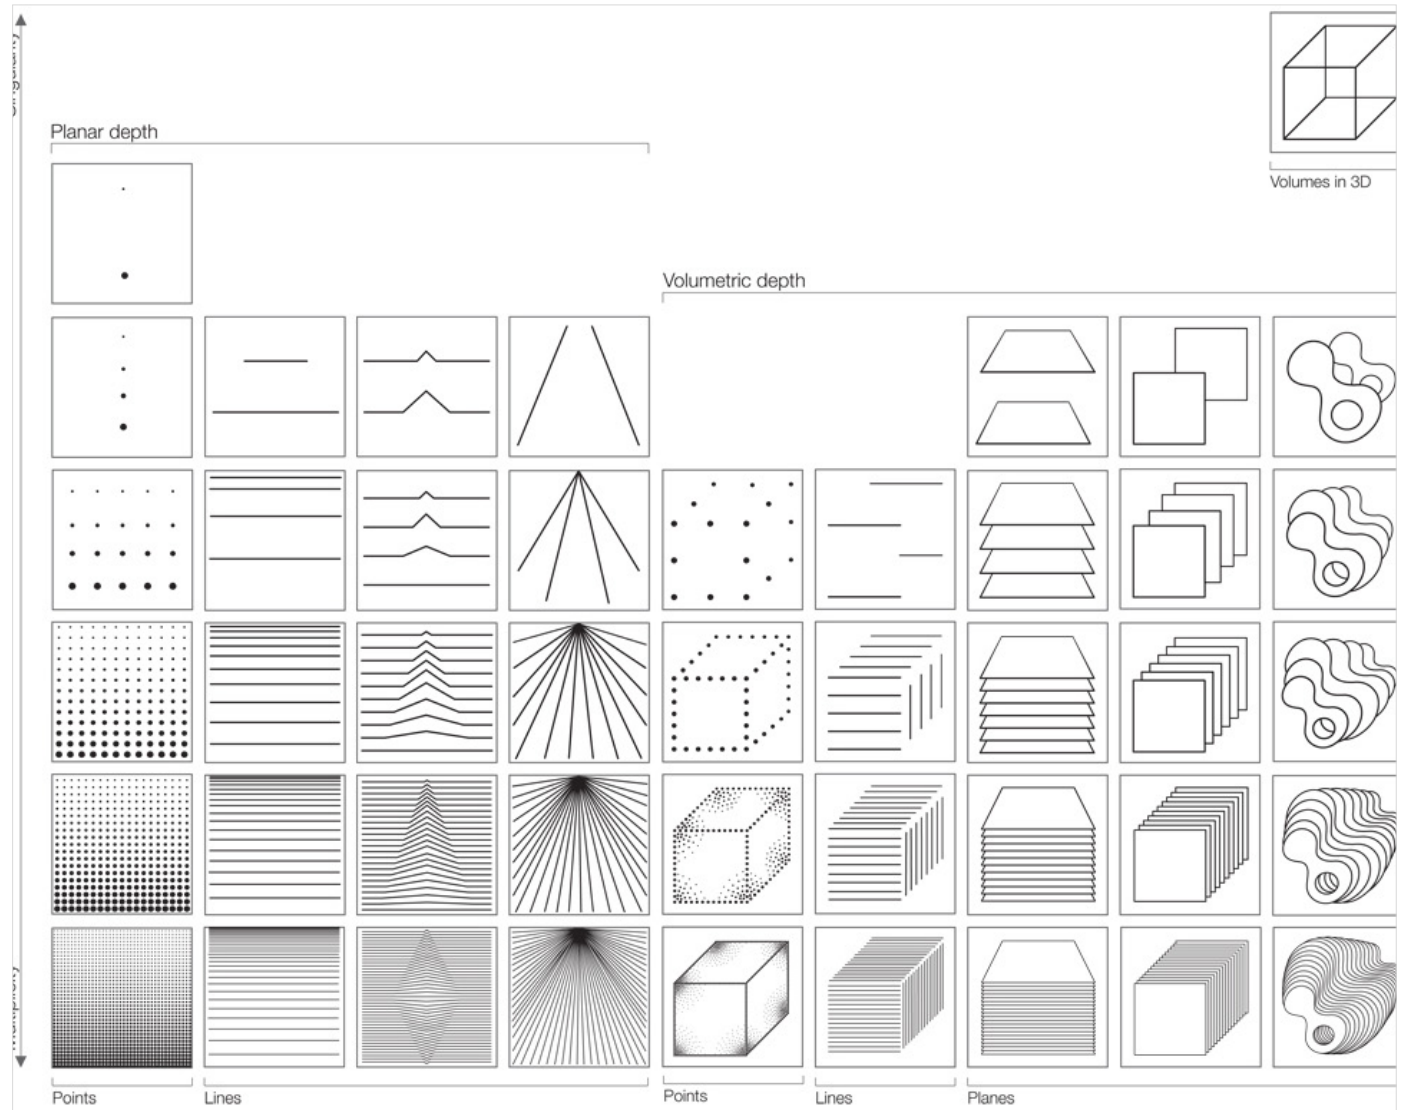 Planar depth
Volumes in 3D
Volumetric depth
Points
Lines
Points
Lines
Planes